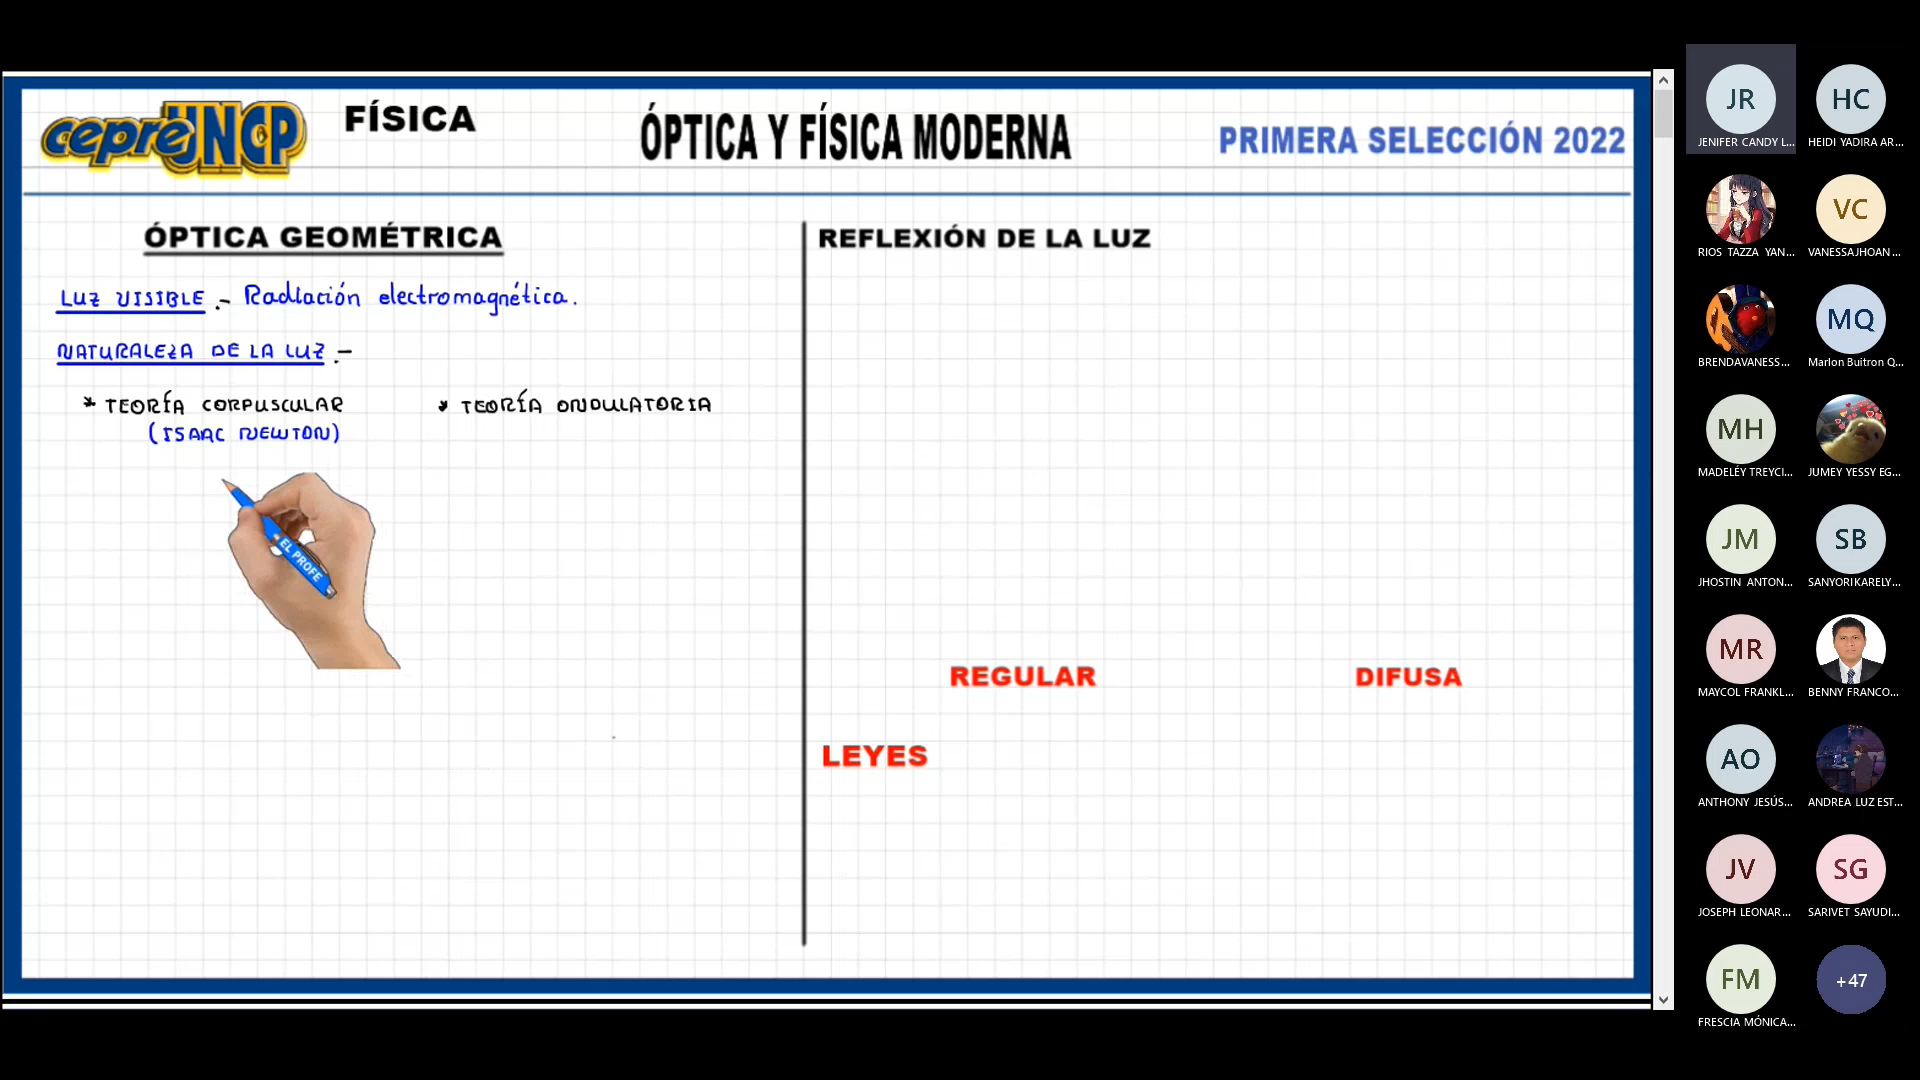 cepreUNCP
FÍSICA
ÓPTICA Y FÍSICA MODERNA
PRIMERA SELECCIÓN 2022
ÓPTICA GEOMÉTRICA
LUZ VISIBLE .- Radiación electromagnética.
NATURALEZA DE LA LUZ .-
* TEORÍA CORPUSCULAR
(ISAAC NEWTON)
* TEORÍA ONDULATORIA
EL PROFE
REFLEXIÓN DE LA LUZ
REGULAR
DIFUSA
LEYES
JR
JENIFER CANDY L...
HC
HEIDI YADIRA AR...
RIOS TAZZA YAN...
VC
VANESSAJHOAN...
BRENDAVANESS...
MQ
Marlon Buitron Q...
MH
MADELÉY TREYCI...
JUMEY YESSY EG...
JM
JHOSTIN ANTON...
SB
SANYORIKARELY...
MR
MAYCOL FRANKL...
BENNY FRANCO...
AO
ANTHONY JESÚS...
ANDREA LUZ EST...
JV
JOSEPH LEONAR...
SG
SARIVET SAYUDI...
FM
FRESCIA MÓNICA...
+47